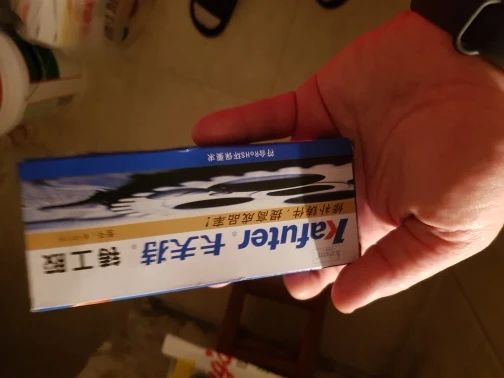 Kafuter 卡夫特 铸工胶
修补铸件，提高成品率！
符合RoHS环保要求